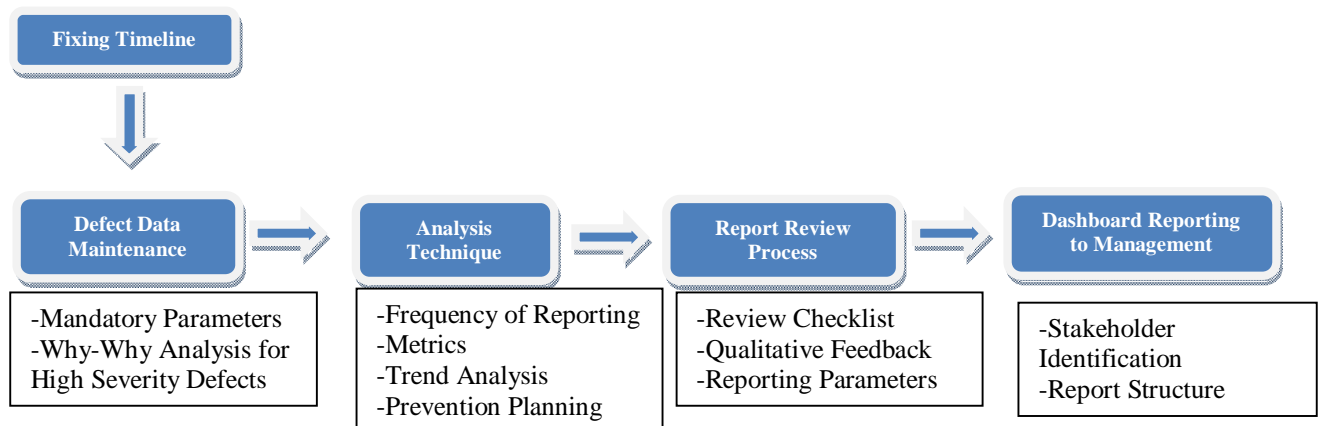 Fixing Timeline
Defect Data
Maintenance
-Mandatory Parameters
-Why-Why Analysis for
High Severity Defects
Analysis
Technique
-Frequency of Reporting
-Metrics
-Trend Analysis
-Prevention Planning
Report Review
Process
-Review Checklist
-Qualitative Feedback
-Reporting Parameters
Dashboard Reporting
to Management
-Stakeholder
Identification
-Report Structure